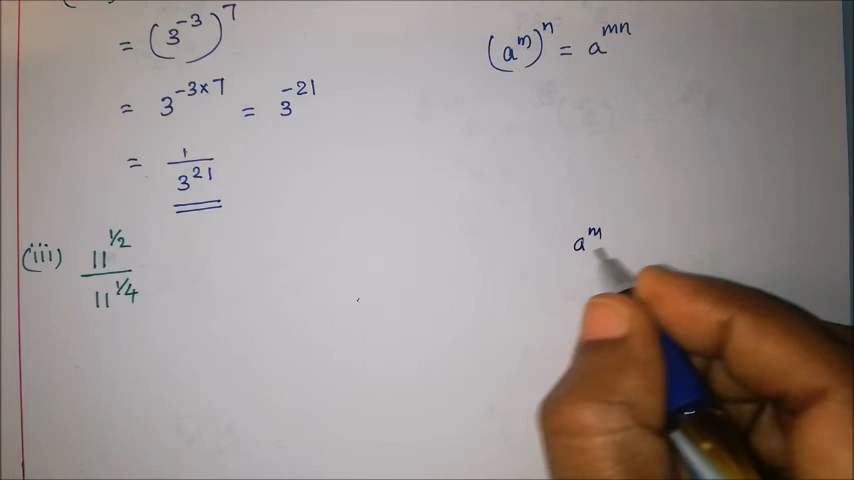 = (3^{-3})^7
(a^m)^n = a^{mn}
= 3^{-3×7} = 3^{-21}
= 1/3^{21}
(iii) 11^{1/2} / 11^{1/4}
a^m